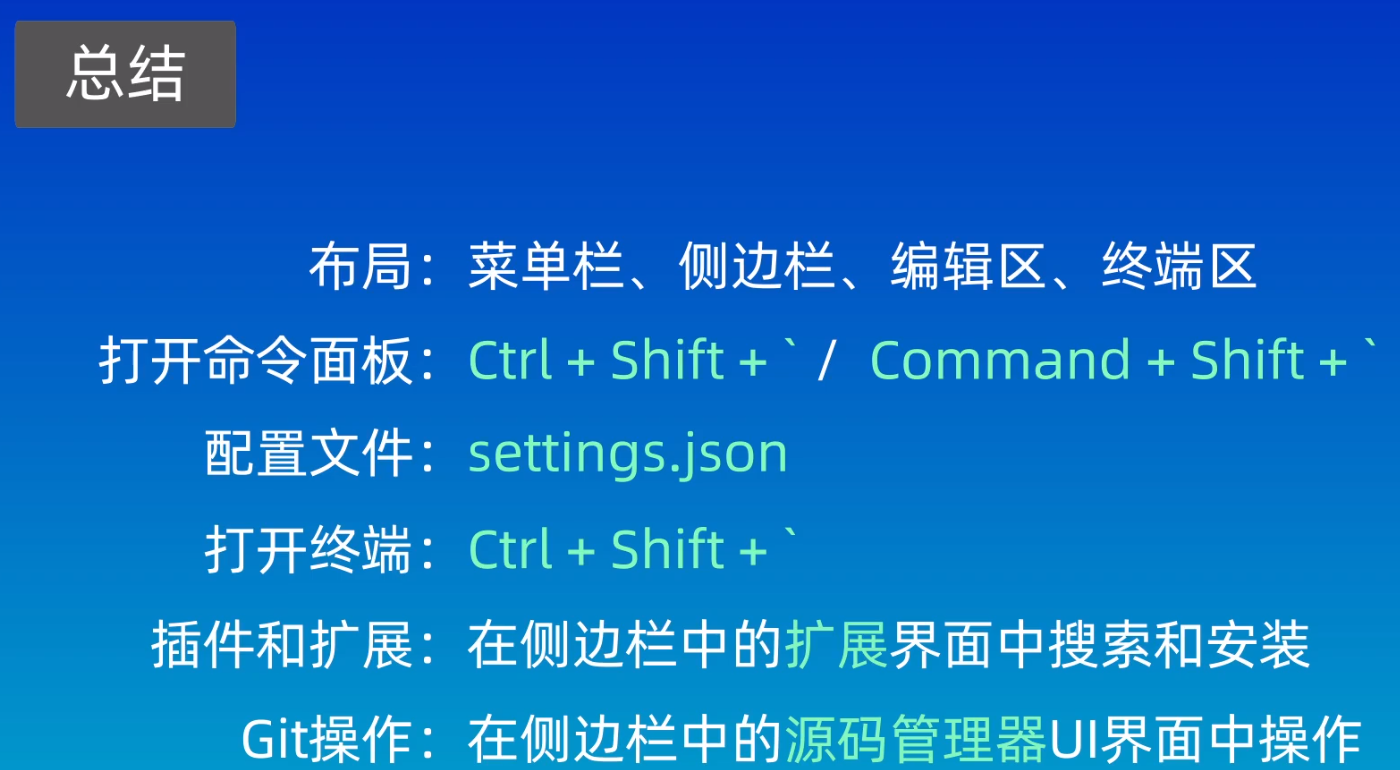 总结
布局：菜单栏、侧边栏、编辑区、终端区
打开命令面板：Ctrl + Shift + ` / Command + Shift + `
配置文件：settings.json
打开终端：Ctrl + Shift + `
插件和扩展：在侧边栏中的扩展界面中搜索和安装
Git操作：在侧边栏中的源码管理器UI界面中操作